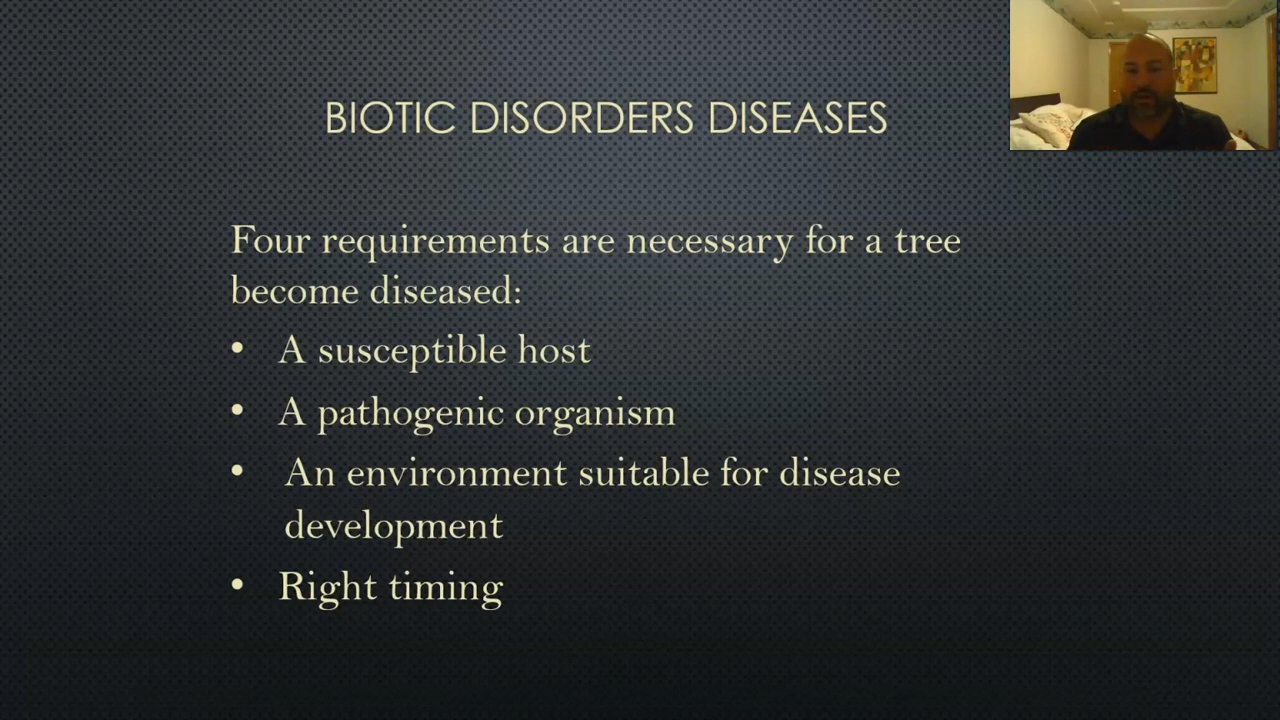 BIOTIC DISORDERS DISEASES
Four requirements are necessary for a tree
become diseased:
• A susceptible host
• A pathogenic organism
• An environment suitable for disease
development
• Right timing